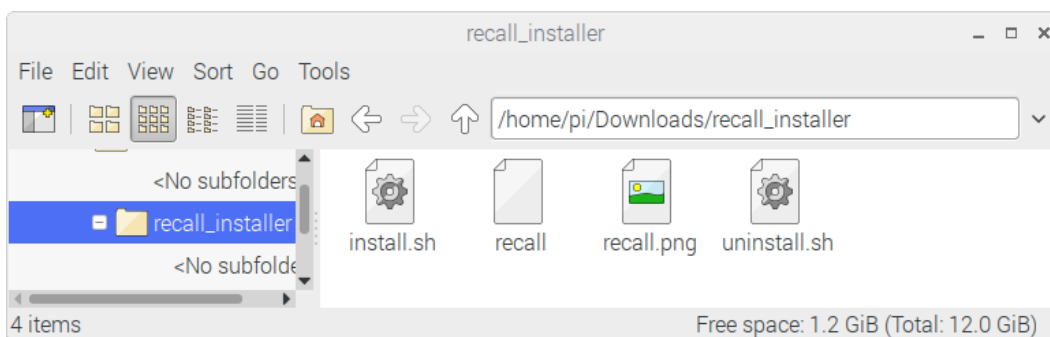 recall_installer
File Edit View Sort Go Tools
/home/pi/Downloads/recall_installer
<No subfolders
recall_installer
<No subfolde
install.sh recall recall.png uninstall.sh
4 items Free space: 1.2 GiB (Total: 12.0 GiB)